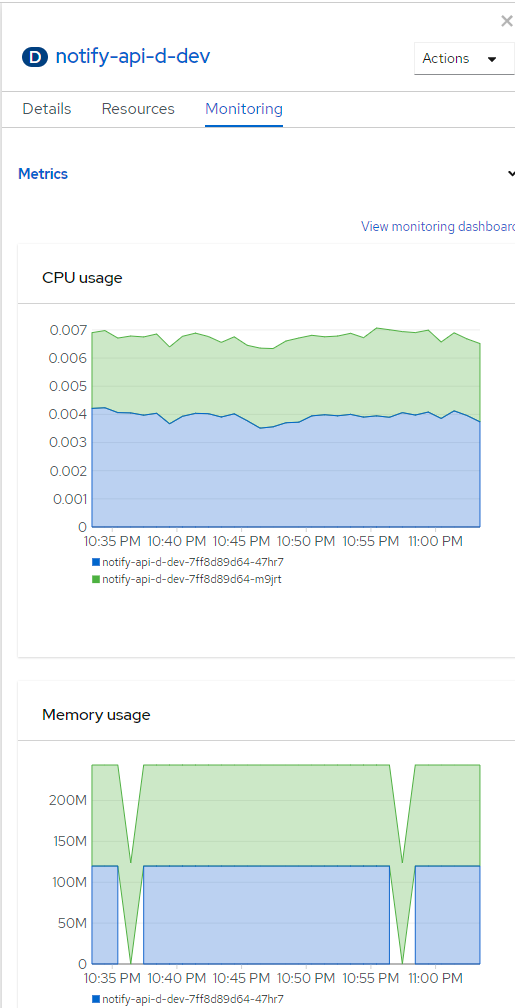 ×
D notify-api-d-dev
Actions
Details Resources Monitoring
Metrics
View monitoring dashboard
CPU usage
0.007
0.006
0.005
0.004
0.003
0.002
0.001
0
10:35 PM 10:40 PM 10:45 PM 10:50 PM 10:55 PM 11:00 PM
notify-api-d-dev-7ff8d89d64-47hr7
notify-api-d-dev-7ff8d89d64-m9jrt
Memory usage
200M
150M
100M
50M
0
10:35 PM 10:40 PM 10:45 PM 10:50 PM 10:55 PM 11:00 PM
notify-api-d-dev-7ff8d89d64-47hr7